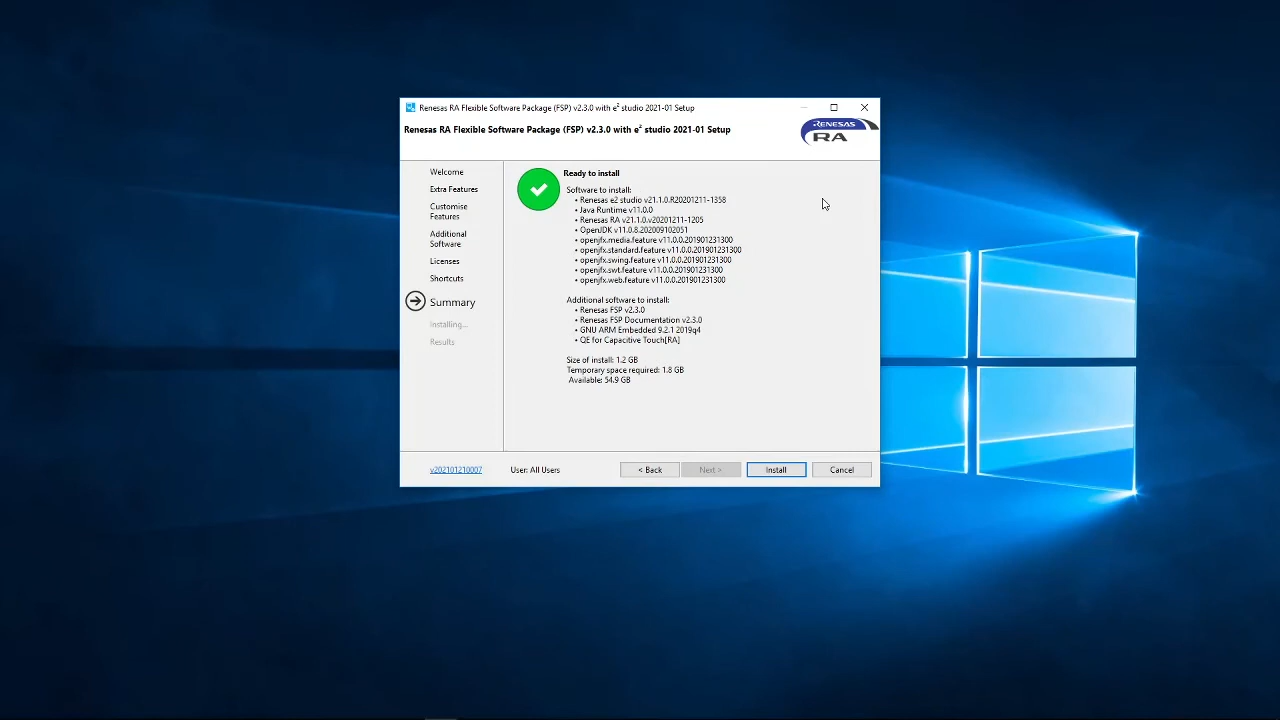 Renesas RA Flexible Software Package (FSP) v2.3.0 with e² studio 2021-01 Setup
Renesas RA Flexible Software Package (FSP) v2.3.0 with e² studio 2021-01 Setup
RENESAS
RA
Welcome
Extra Features
Customise
Features
Additional
Software
Licenses
Shortcuts
Summary
Installing...
Results
Ready to install
Software to install:
• Renesas e2 studio v21.1.0.R20201211-1358
• Java Runtime v11.0.0
• Renesas RA v21.1.0.v20201211-1205
• OpenJDK v11.0.8.202009102051
• openjfx.media.feature v11.0.0.201901231300
• openjfx.standard.feature v11.0.0.201901231300
• openjfx.swing.feature v11.0.0.201901231300
• openjfx.swt.feature v11.0.0.201901231300
• openjfx.web.feature v11.0.0.201901231300
Additional software to install:
• Renesas FSP v2.3.0
• Renesas FSP Documentation v2.3.0
• GNU ARM Embedded 9.2.1 2019q4
• QE for Capacitive Touch[RA]
Size of install: 1.2 GB
Temporary space required: 1.8 GB
Available: 54.9 GB
v202101210007
User: All Users
< Back
Next >
Install
Cancel